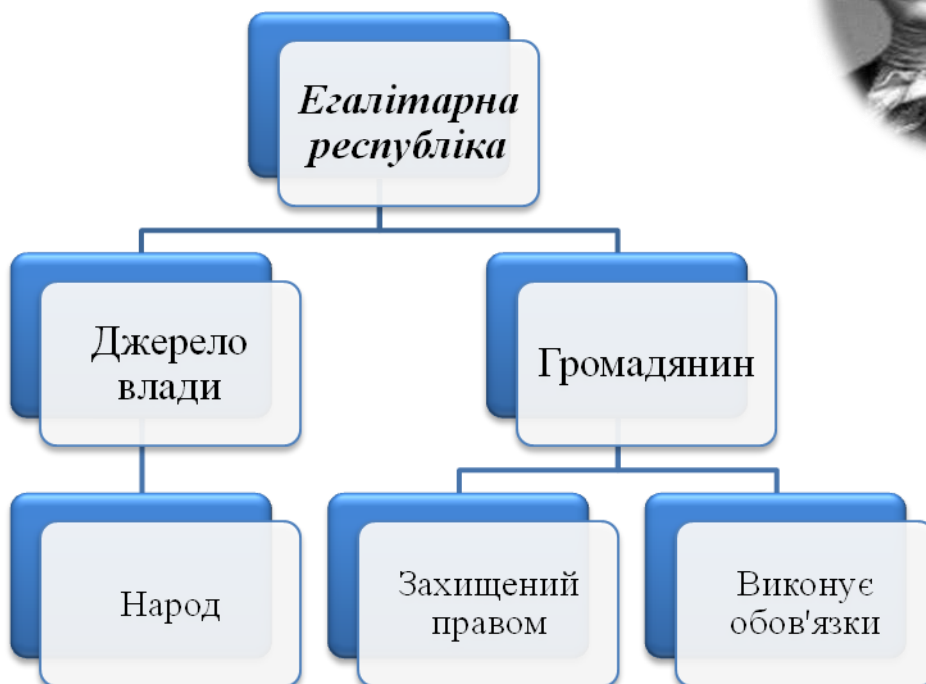 Егалітарна
республіка
Джерело
влади
Громадянин
Народ
Захищений
правом
Виконує
обов'язки